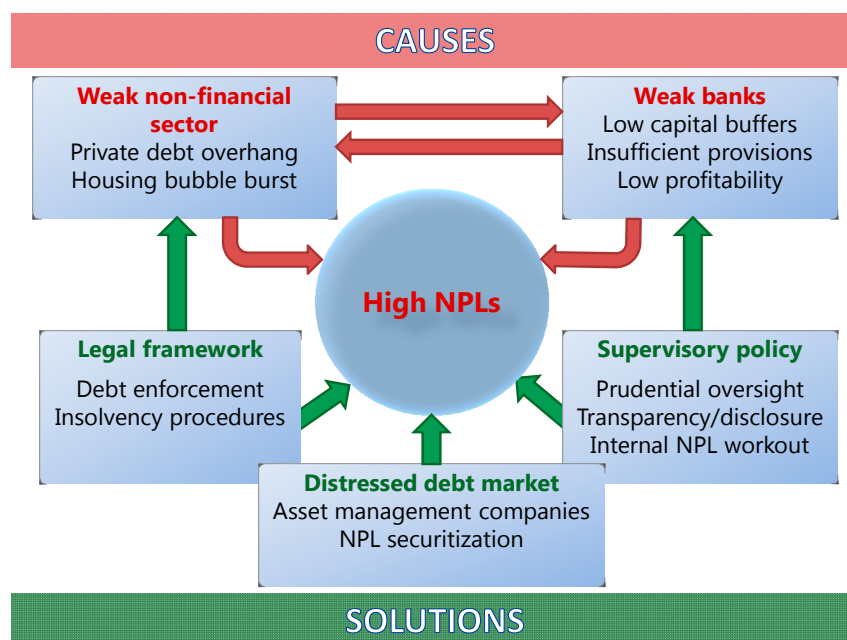 CAUSES
Weak non-financial
sector
Private debt overhang
Housing bubble burst
Weak banks
Low capital buffers
Insufficient provisions
Low profitability
High NPLs
Legal framework
Debt enforcement
Insolvency procedures
Supervisory policy
Prudential oversight
Transparency/disclosure
Internal NPL workout
Distressed debt market
Asset management companies
NPL securitization
SOLUTIONS